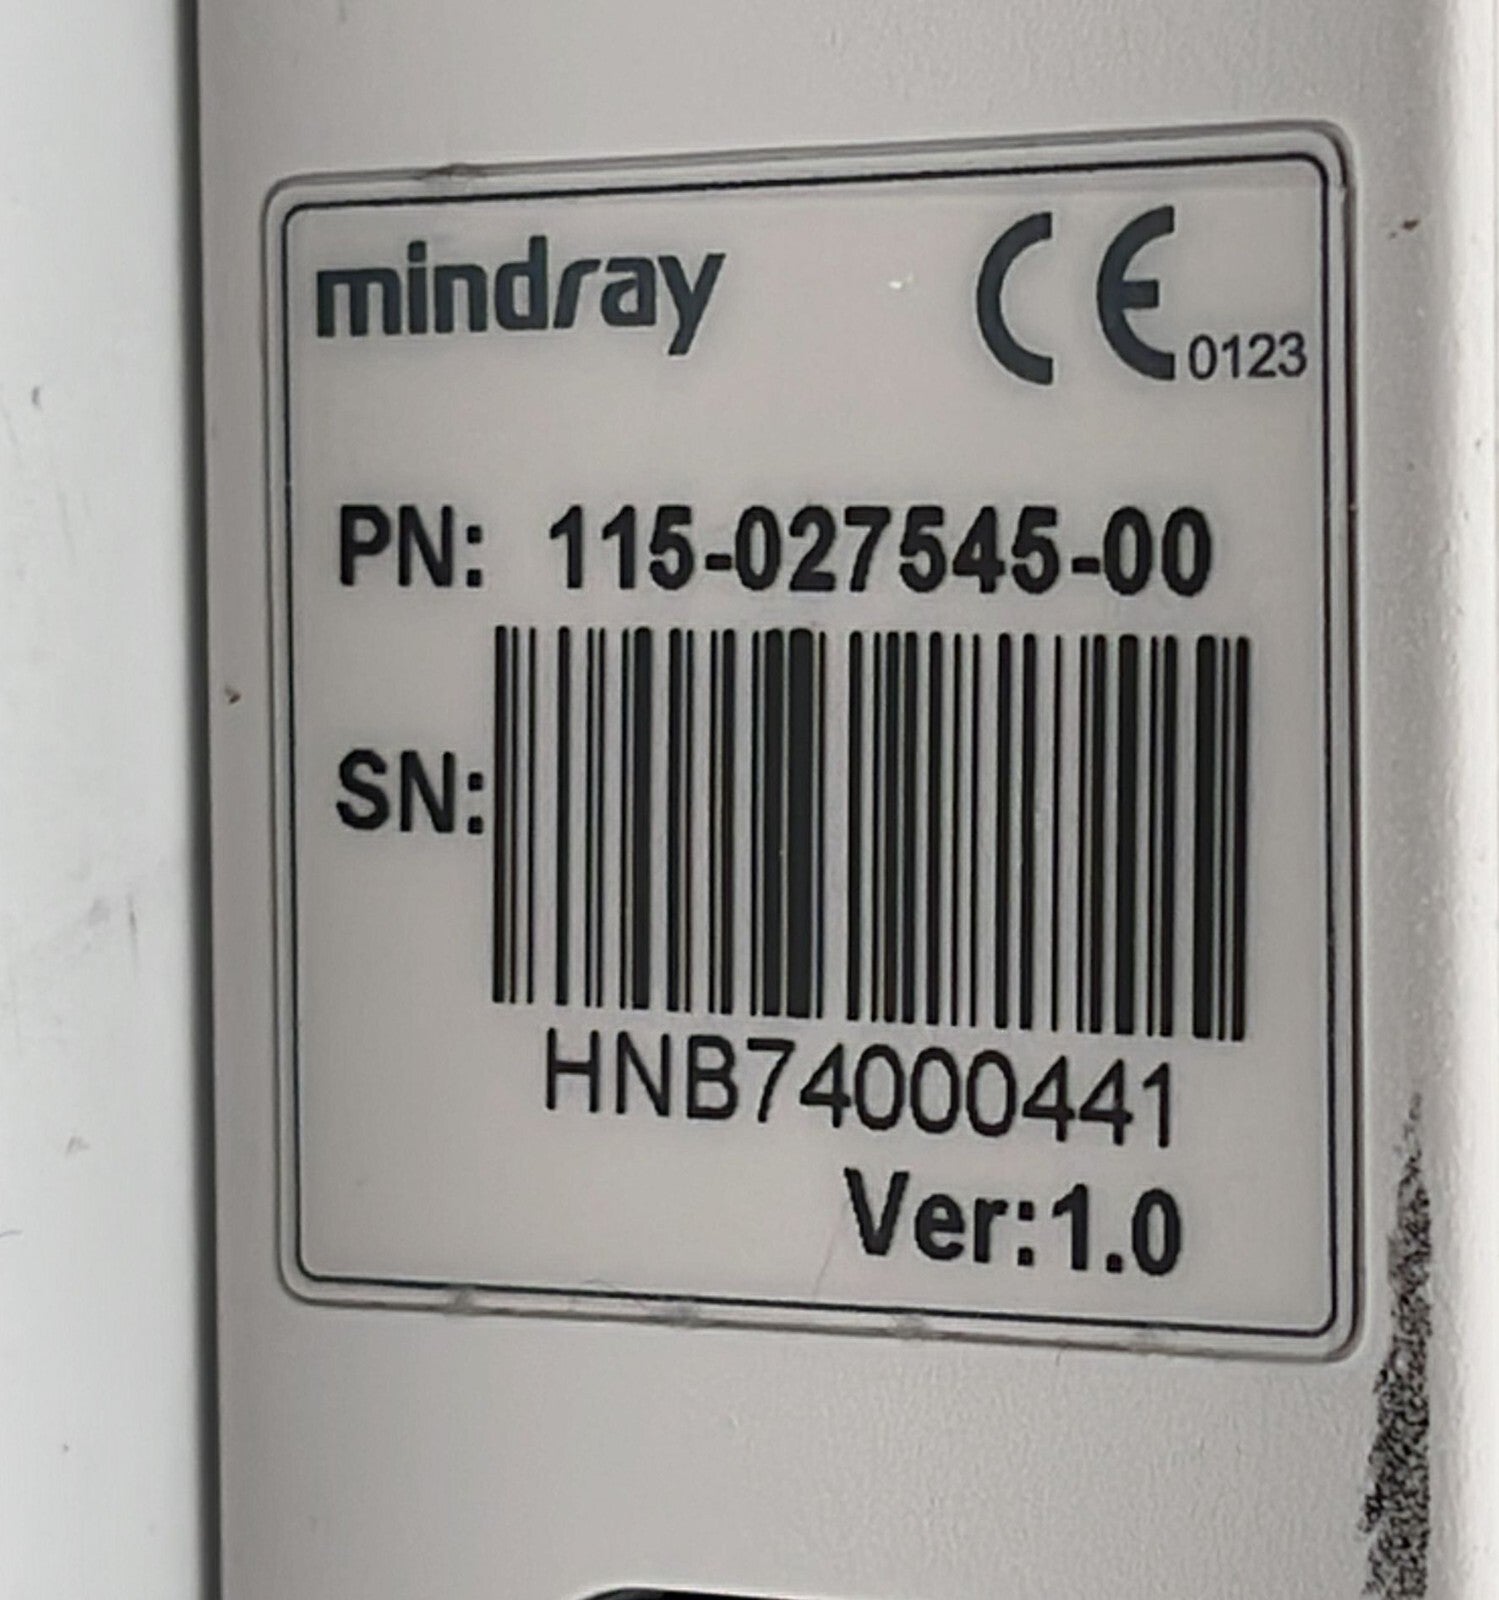 mindray CE 0123
PN: 115-027545-00
SN:
HNB74000441
Ver:1.0